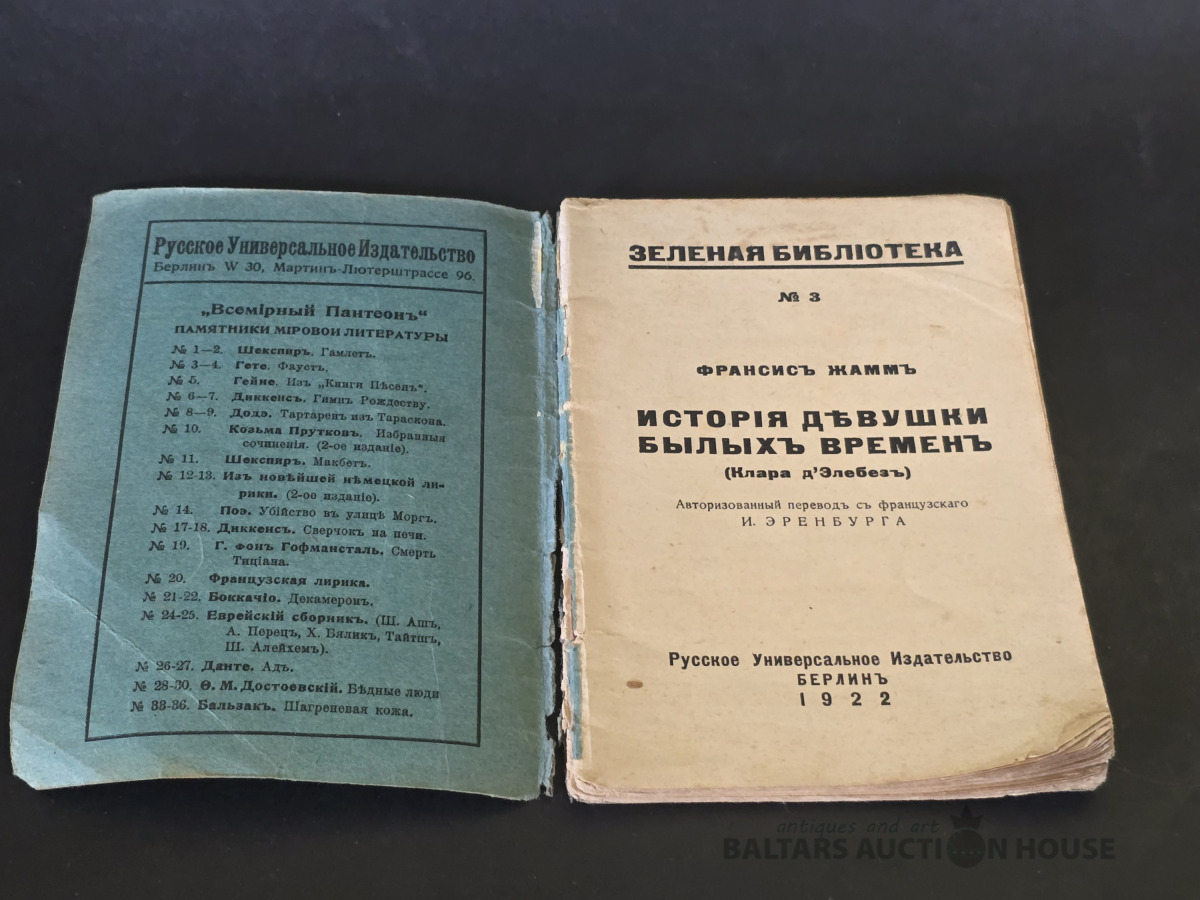 Русское Универсальное Издательство
Берлинъ W 30, Мартинъ-Лютерштрассе 96.
„Всемірный Пантеонъ“
ПАМЯТНИКИ МІРОВОИ ЛИТЕРАТУРЫ
№ 1—2. Шекспиръ. Гамлетъ.
№ 3—4. Гете. Фаустъ.
№ 5. Гейне. Изъ „Книги Пѣсенъ“.
№ 6—7. Диккенсъ. Гимнъ Рождеству.
№ 8—9. Додэ. Тартаренъ изъ Тараскона.
№ 10. Козьма Прутковъ. Избранныя
сочиненія. (2-ое изданіе).
№ 11. Шекспиръ. Макбетъ.
№ 12-13. Изъ новѣйшей нѣмецкой ли-
рики. (2-ое изданіе).
№ 14. Поэ. Убійство въ улицѣ Моргъ.
№ 17-18. Диккенсъ. Сверчокъ на печи.
№ 19. Г. фонъ Гофмансталь. Смерть
Тиціана.
№ 20. Французская лирика.
№ 21-22. Боккачіо. Декамеронъ.
№ 24-25. Еврейскій сборникъ. (Ш. Ашъ,
А. Перецъ, Х. Бяликъ, Тайтшъ,
Ш. Алейхем).
№ 26-27. Данте. Адъ.
№ 28-30. Ѳ. М. Достоевскій. Бѣдные люди
№ 33-36. Бальзакъ. Шагреневая кожа.
ЗЕЛЕНАЯ БИБЛІОТЕКА
№ 3
ФРАНСИСЪ ЖАММЪ
ИСТОРІЯ ДѢВУШКИ
БЫЛЫХЪ ВРЕМЕНЪ
(Клара д'Элебезъ)
Авторизованный переводъ съ французскаго
И. ЭРЕНБУРГА
Русское Универсальное Издательство
БЕРЛИНЪ
1922
antiques and art
BALTARS AUCTION HOUSE